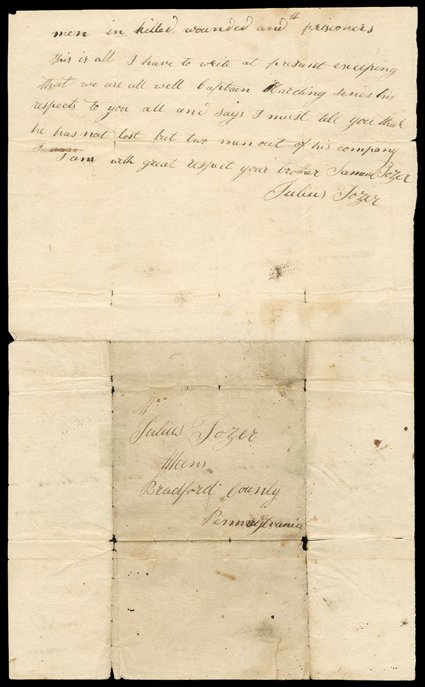 men in killed wounded and prisoners
this is all I have to write at present excepting
that we are all well Captain Harding sends his
respects to you all and says I must tell you that
he has not lost but two men out of his company
I am with great respect your brother Samuel Tozer
Julius Tozer
Mr
Julius Tozer
Athens
Bradford County
Pennsylvania